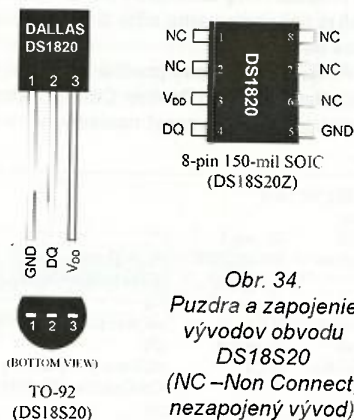 DALLAS
DS1820
1 2 3
GND
DQ
VDD
1 2 3
(BOTTOM VIEW)
TO-92
(DS18S20)
NC 1 8 NC
NC 2 7 NC
VDD 3 6 NC
DQ 4 5 GND
DS1820
8-pin 150-mil SOIC
(DS18S20Z)
Obr. 34.
Puzdra a zapojenie
vývodov obvodu
DS18S20
(NC –Non Connect,
nezapojený vývod)